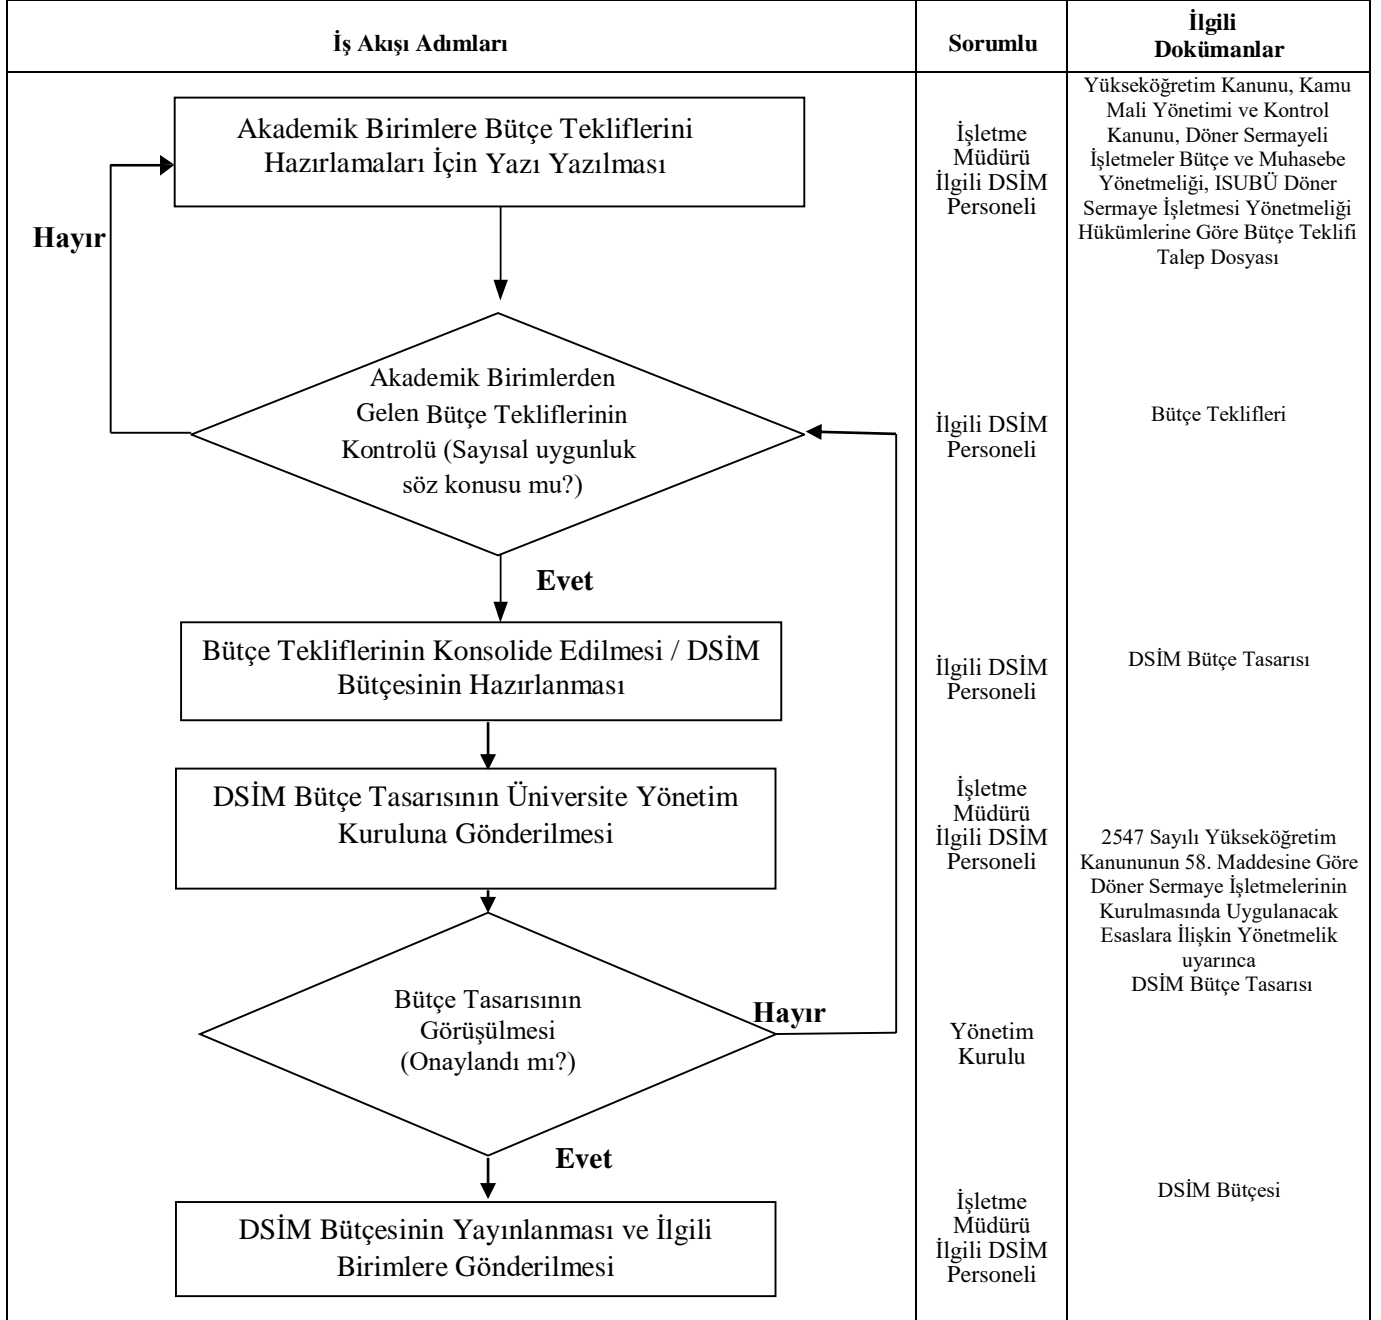 İş Akışı Adımları
Sorumlu
İlgili
Dokümanlar
Akademik Birimlere Bütçe Tekliflerini
Hazırlamaları İçin Yazı Yazılması
İşletme
Müdürü
İlgili DSİM
Personeli
Yükseköğretim Kanunu, Kamu
Mali Yönetimi ve Kontrol
Kanunu, Döner Sermayeli
İşletmeler Bütçe ve Muhasebe
Yönetmeliği, ISUBÜ Döner
Sermaye İşletmesi Yönetmeliği
Hükümlerine Göre Bütçe Teklifi
Talep Dosyası
Hayır
Akademik Birimlerden
Gelen Bütçe Tekliflerinin
Kontrolü (Sayısal uygunluk
söz konusu mu?)
İlgili DSİM
Personeli
Bütçe Teklifleri
Evet
Bütçe Tekliflerinin Konsolide Edilmesi / DSİM
Bütçesinin Hazırlanması
İlgili DSİM
Personeli
DSİM Bütçe Tasarısı
DSİM Bütçe Tasarısının Üniversite Yönetim
Kuruluna Gönderilmesi
İşletme
Müdürü
İlgili DSİM
Personeli
2547 Sayılı Yükseköğretim
Kanununun 58. Maddesine Göre
Döner Sermaye İşletmelerinin
Kurulmasında Uygulanacak
Esaslara İlişkin Yönetmelik
uyarınca
DSİM Bütçe Tasarısı
Bütçe Tasarısının
Görüşülmesi
(Onaylandı mı?)
Hayır
Yönetim
Kurulu
Evet
DSİM Bütçesinin Yayınlanması ve İlgili
Birimlere Gönderilmesi
İşletme
Müdürü
İlgili DSİM
Personeli
DSİM Bütçesi